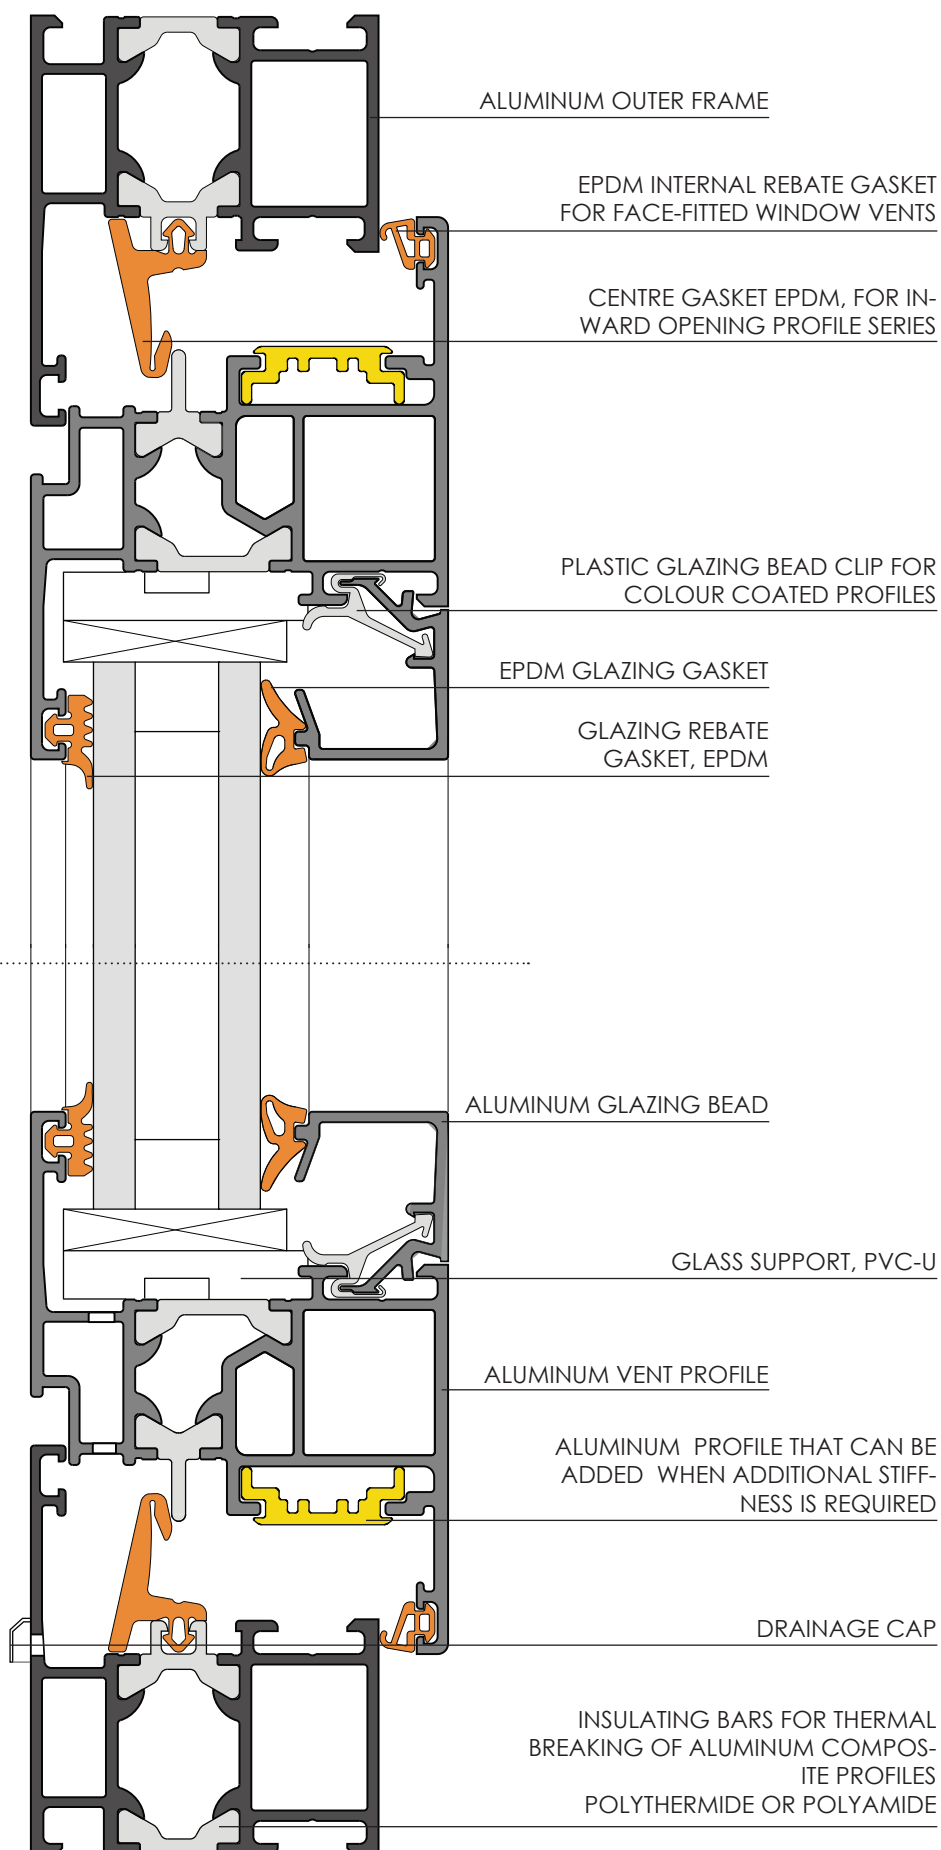 ALUMINUM OUTER FRAME
EPDM INTERNAL REBATE GASKET
FOR FACE-FITTED WINDOW VENTS
CENTRE GASKET EPDM, FOR IN-
WARD OPENING PROFILE SERIES
PLASTIC GLAZING BEAD CLIP FOR
COLOUR COATED PROFILES
EPDM GLAZING GASKET
GLAZING REBATE
GASKET, EPDM
ALUMINUM GLAZING BEAD
GLASS SUPPORT, PVC-U
ALUMINUM VENT PROFILE
ALUMINUM  PROFILE THAT CAN BE
ADDED  WHEN ADDITIONAL STIFF-
NESS IS REQUIRED
DRAINAGE CAP
INSULATING BARS FOR THERMAL
BREAKING OF ALUMINUM COMPOS-
ITE PROFILES
POLYTHERMIDE OR POLYAMIDE